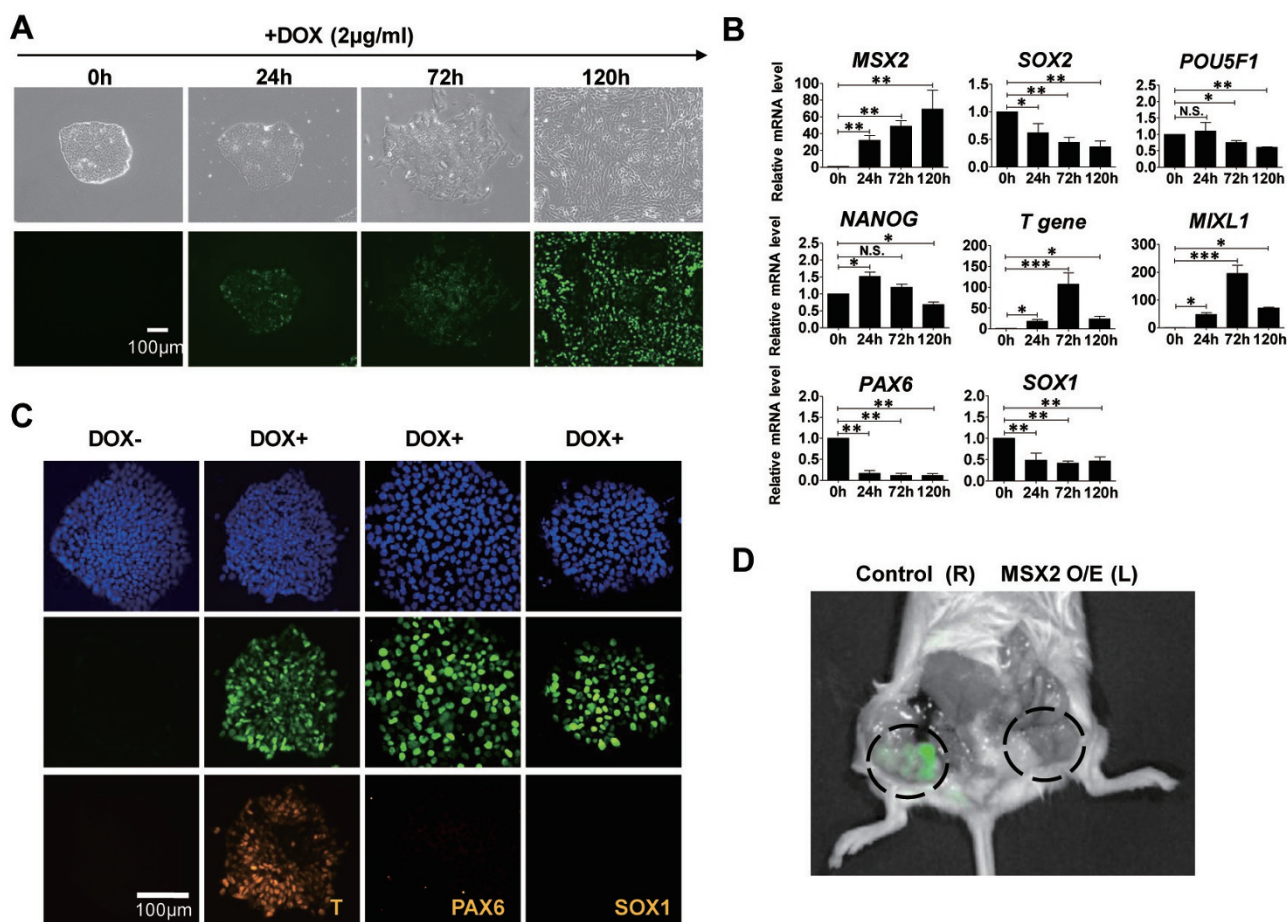 A
+DOX (2µg/ml)
0h 24h 72h 120h
100µm
B
MSX2 SOX2 POU5F1
Relative mRNA level
100 80 60 40 20 0
** ** **
0h 24h 72h 120h
1.5 1.0 0.5 0.0
** ** *
0h 24h 72h 120h
2.0 1.5 1.0 0.5 0.0
** * N.S.
0h 24h 72h 120h
NANOG T gene MIXL1
Relative mRNA level
2.0 1.5 1.0 0.5 0.0
* N.S. *
0h 24h 72h 120h
200 150 100 50 0
* *** *
0h 24h 72h 120h
300 200 100 0
* *** *
0h 24h 72h 120h
PAX6 SOX1
Relative mRNA level
2.0 1.5 1.0 0.5 0.0
** ** **
0h 24h 72h 120h
2.0 1.5 1.0 0.5 0.0
** ** **
0h 24h 72h 120h
C
DOX- DOX+ DOX+ DOX+
100µm
T PAX6 SOX1
D
Control (R) MSX2 O/E (L)